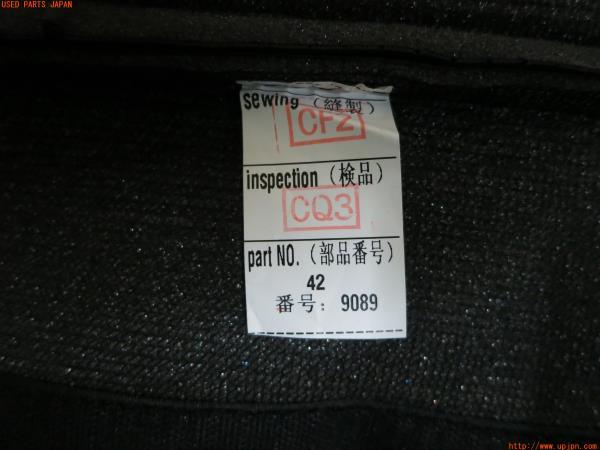 USED PARTS JAPAN
sewing (縫製)
CF2
inspection (検品)
CQ3
part NO. (部品番号)
42
番号: 9089
http://www.upjpn.com/